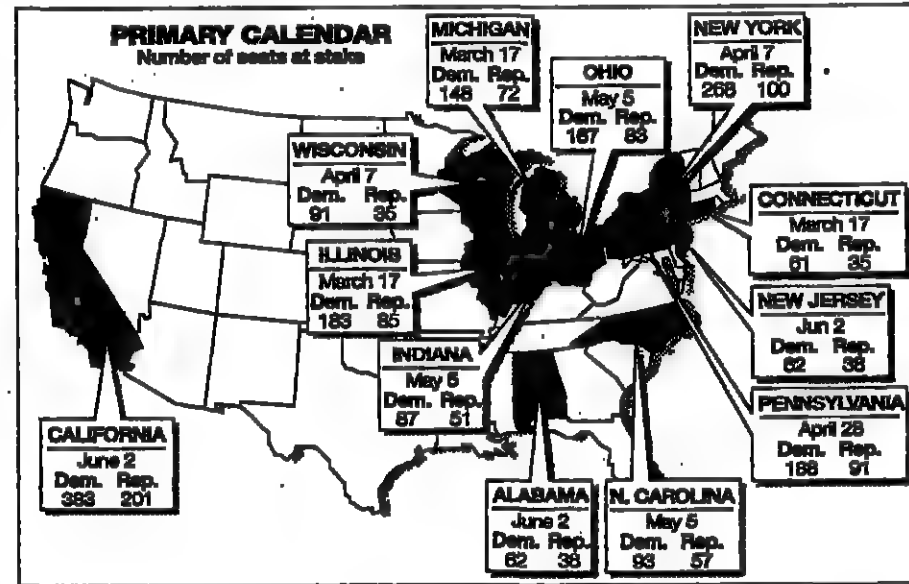 PRIMARY CALENDAR
Number of seats at stake
MICHIGAN
March 17
Dem. Rep.
148 72
OHIO
May 5
Dem. Rep.
167 83
NEW YORK
April 7
Dem. Rep.
268 100
WISCONSIN
April 7
Dem. Rep.
91 35
CONNECTICUT
March 17
Dem. Rep.
61 35
ILLINOIS
March 17
Dem. Rep.
183 85
NEW JERSEY
Jun 2
Dem. Rep.
62 38
INDIANA
May 5
Dem. Rep.
87 51
PENNSYLVANIA
April 28
Dem. Rep.
188 91
CALIFORNIA
June 2
Dem. Rep.
383 201
ALABAMA
June 2
Dem. Rep.
62 38
N. CAROLINA
May 5
Dem. Rep.
93 57